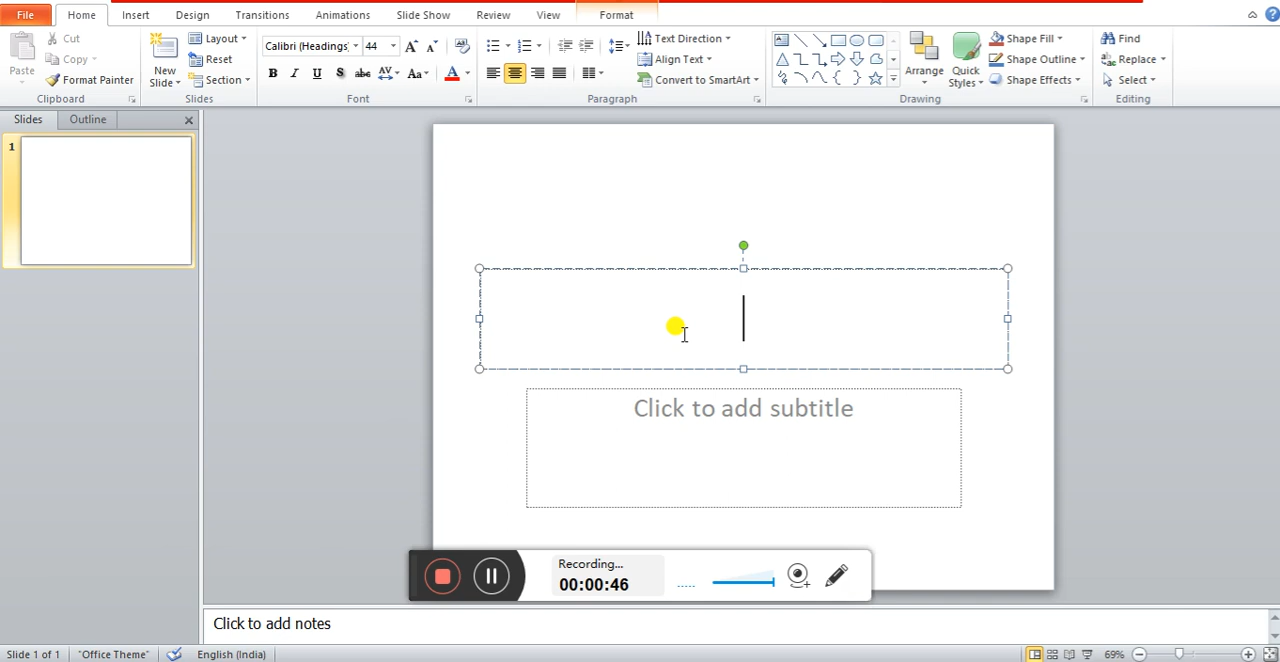 File Home Insert Design Transitions Animations Slide Show Review View Format
Paste Cut Copy Format Painter Clipboard
New Slide Layout Reset Section Slides
Calibri (Headings 44 A A B I U S abc AV Aa A Font
Text Direction Align Text Convert to SmartArt Paragraph
Arrange Quick Styles Shape Fill Shape Outline Shape Effects Drawing
Find Replace Select Editing
Slides Outline
1
Click to add subtitle
Recording...
00:00:46
Click to add notes
Slide 1 of 1 "Office Theme" English (India) 69%